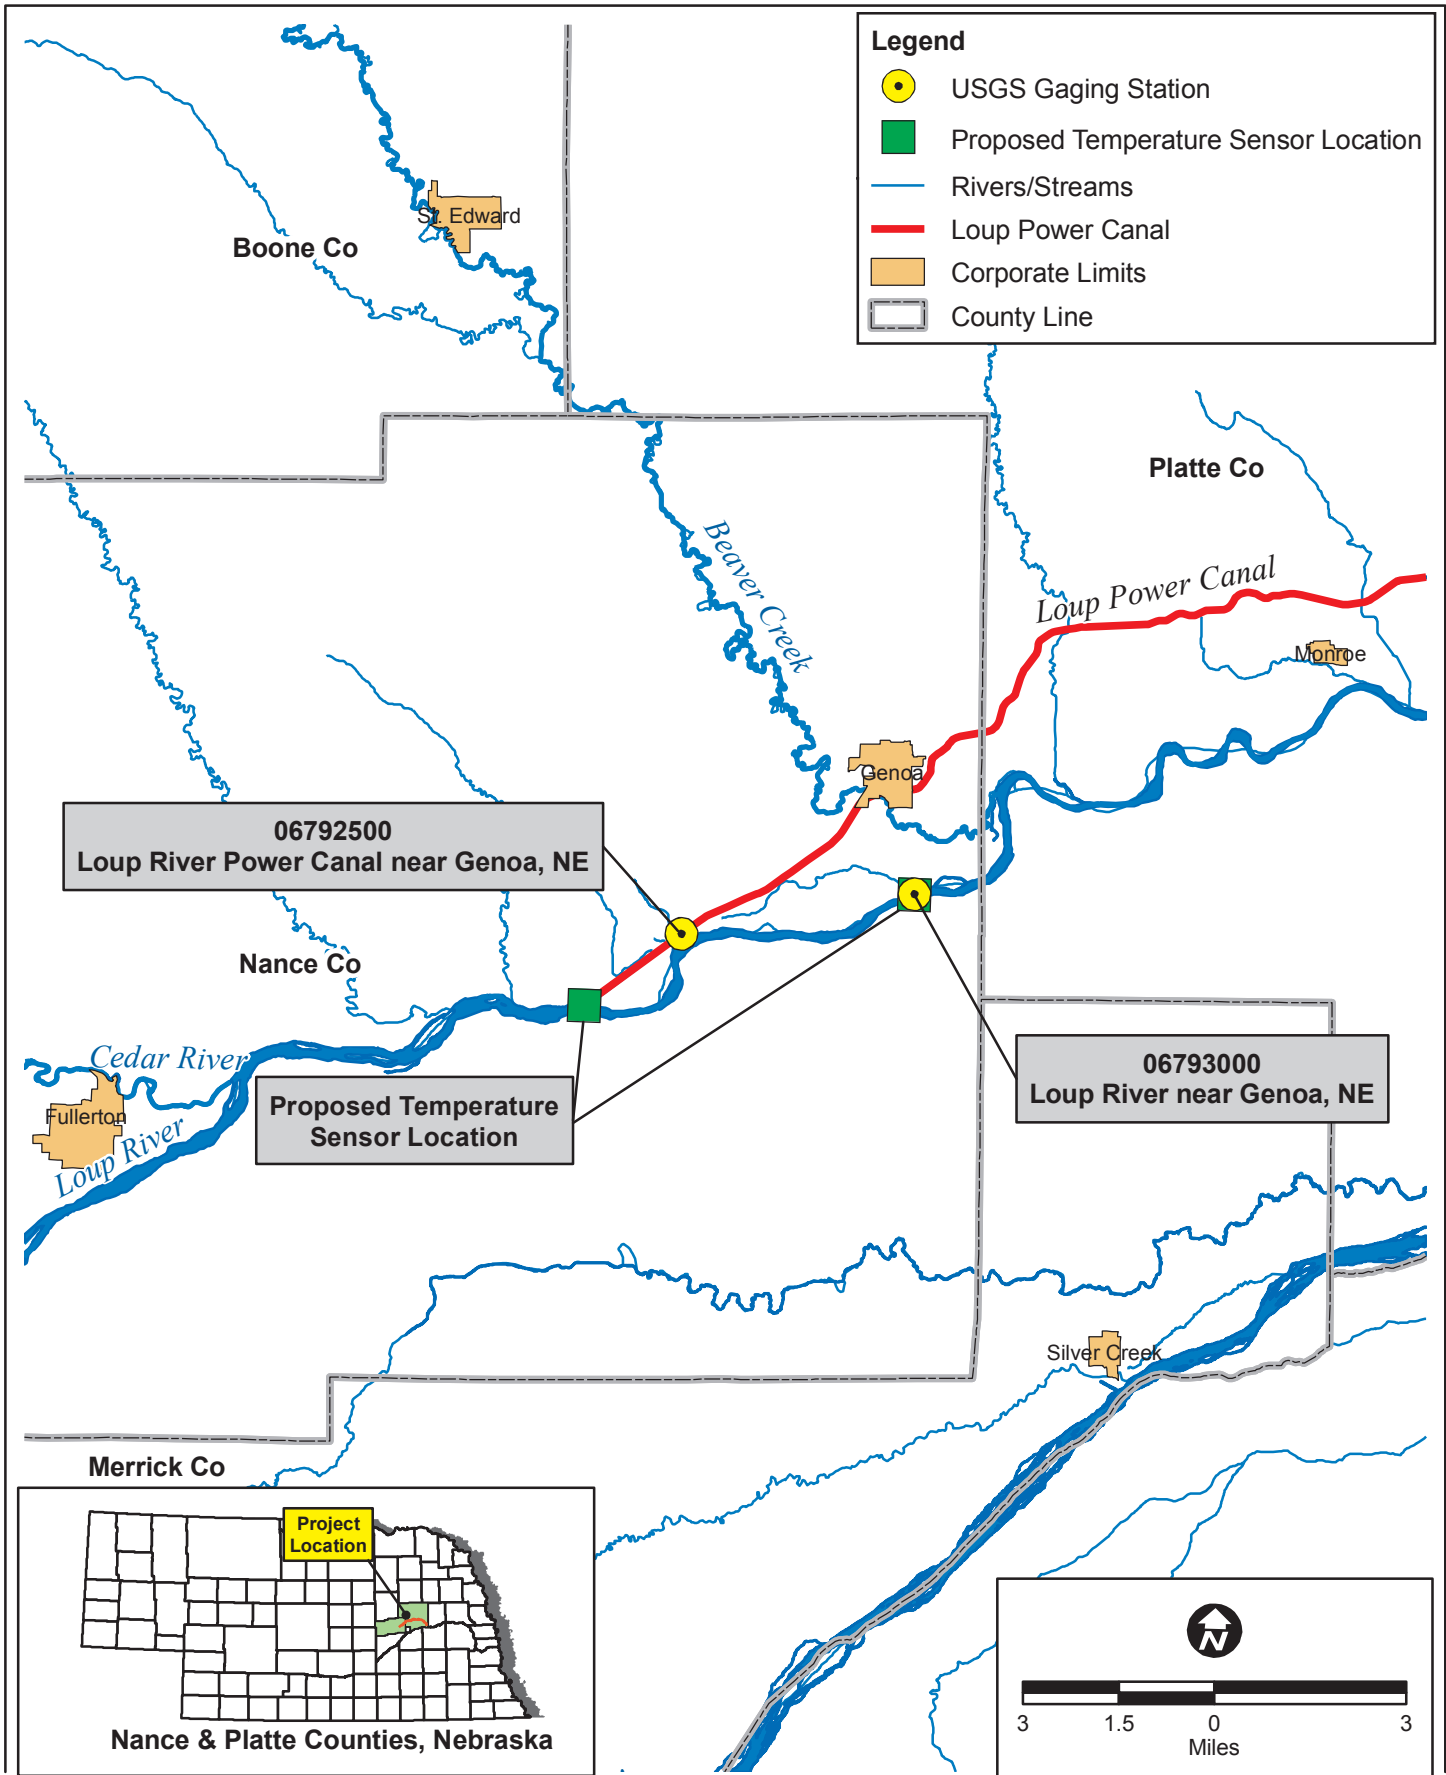 Legend
USGS Gaging Station
Proposed Temperature Sensor Location
Rivers/Streams
Loup Power Canal
Corporate Limits
County Line
St. Edward
Boone Co
Platte Co
Beaver Creek
Loup Power Canal
Monroe
Genoa
06792500
Loup River Power Canal near Genoa, NE
Nance Co
Cedar River
Fullerton
Loup River
Proposed Temperature
Sensor Location
06793000
Loup River near Genoa, NE
Silver Creek
Merrick Co
Project
Location
Nance & Platte Counties, Nebraska
N
3 1.5 0 3
Miles